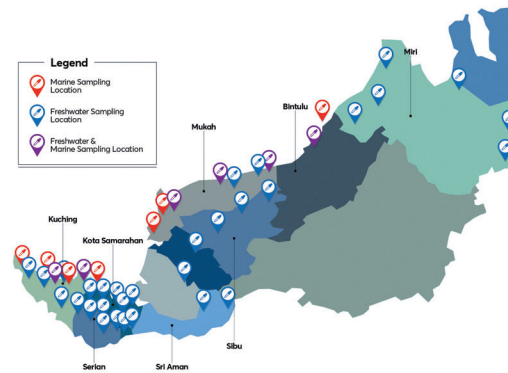 Legend
Marine Sampling
Location
Freshwater Sampling
Location
Freshwater &
Marine Sampling Location
Miri
Bintulu
Mukah
Kuching
Kota Samarahan
Serian
Sri Aman
Sibu